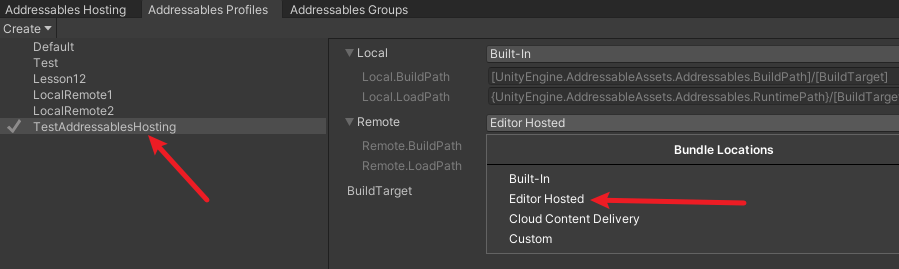 Addressables Hosting Addressables Profiles Addressables Groups
Create
Default
Test
Lesson12
LocalRemote1
LocalRemote2
TestAddressablesHosting
Local Built-In
Local.BuildPath [UnityEngine.AddressableAssets.Addressables.BuildPath]/[BuildTarget]
Local.LoadPath {UnityEngine.AddressableAssets.Addressables.RuntimePath}/[BuildTarge
Remote Editor Hosted
Remote.BuildPath
Remote.LoadPath
BuildTarget
Bundle Locations
Built-In
Editor Hosted
Cloud Content Delivery
Custom